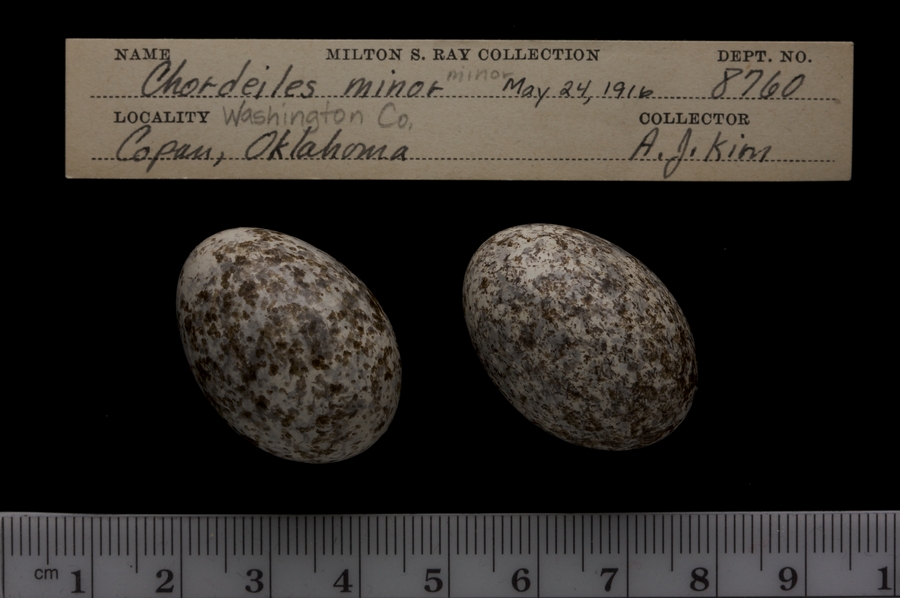 NAME MILTON S. RAY COLLECTION DEPT. NO.
Chordeiles minor minor May 24, 1916 8760
LOCALITY Washington Co. COLLECTOR
Copan, Oklahoma A. J. Kirn
cm 1 2 3 4 5 6 7 8 9 1